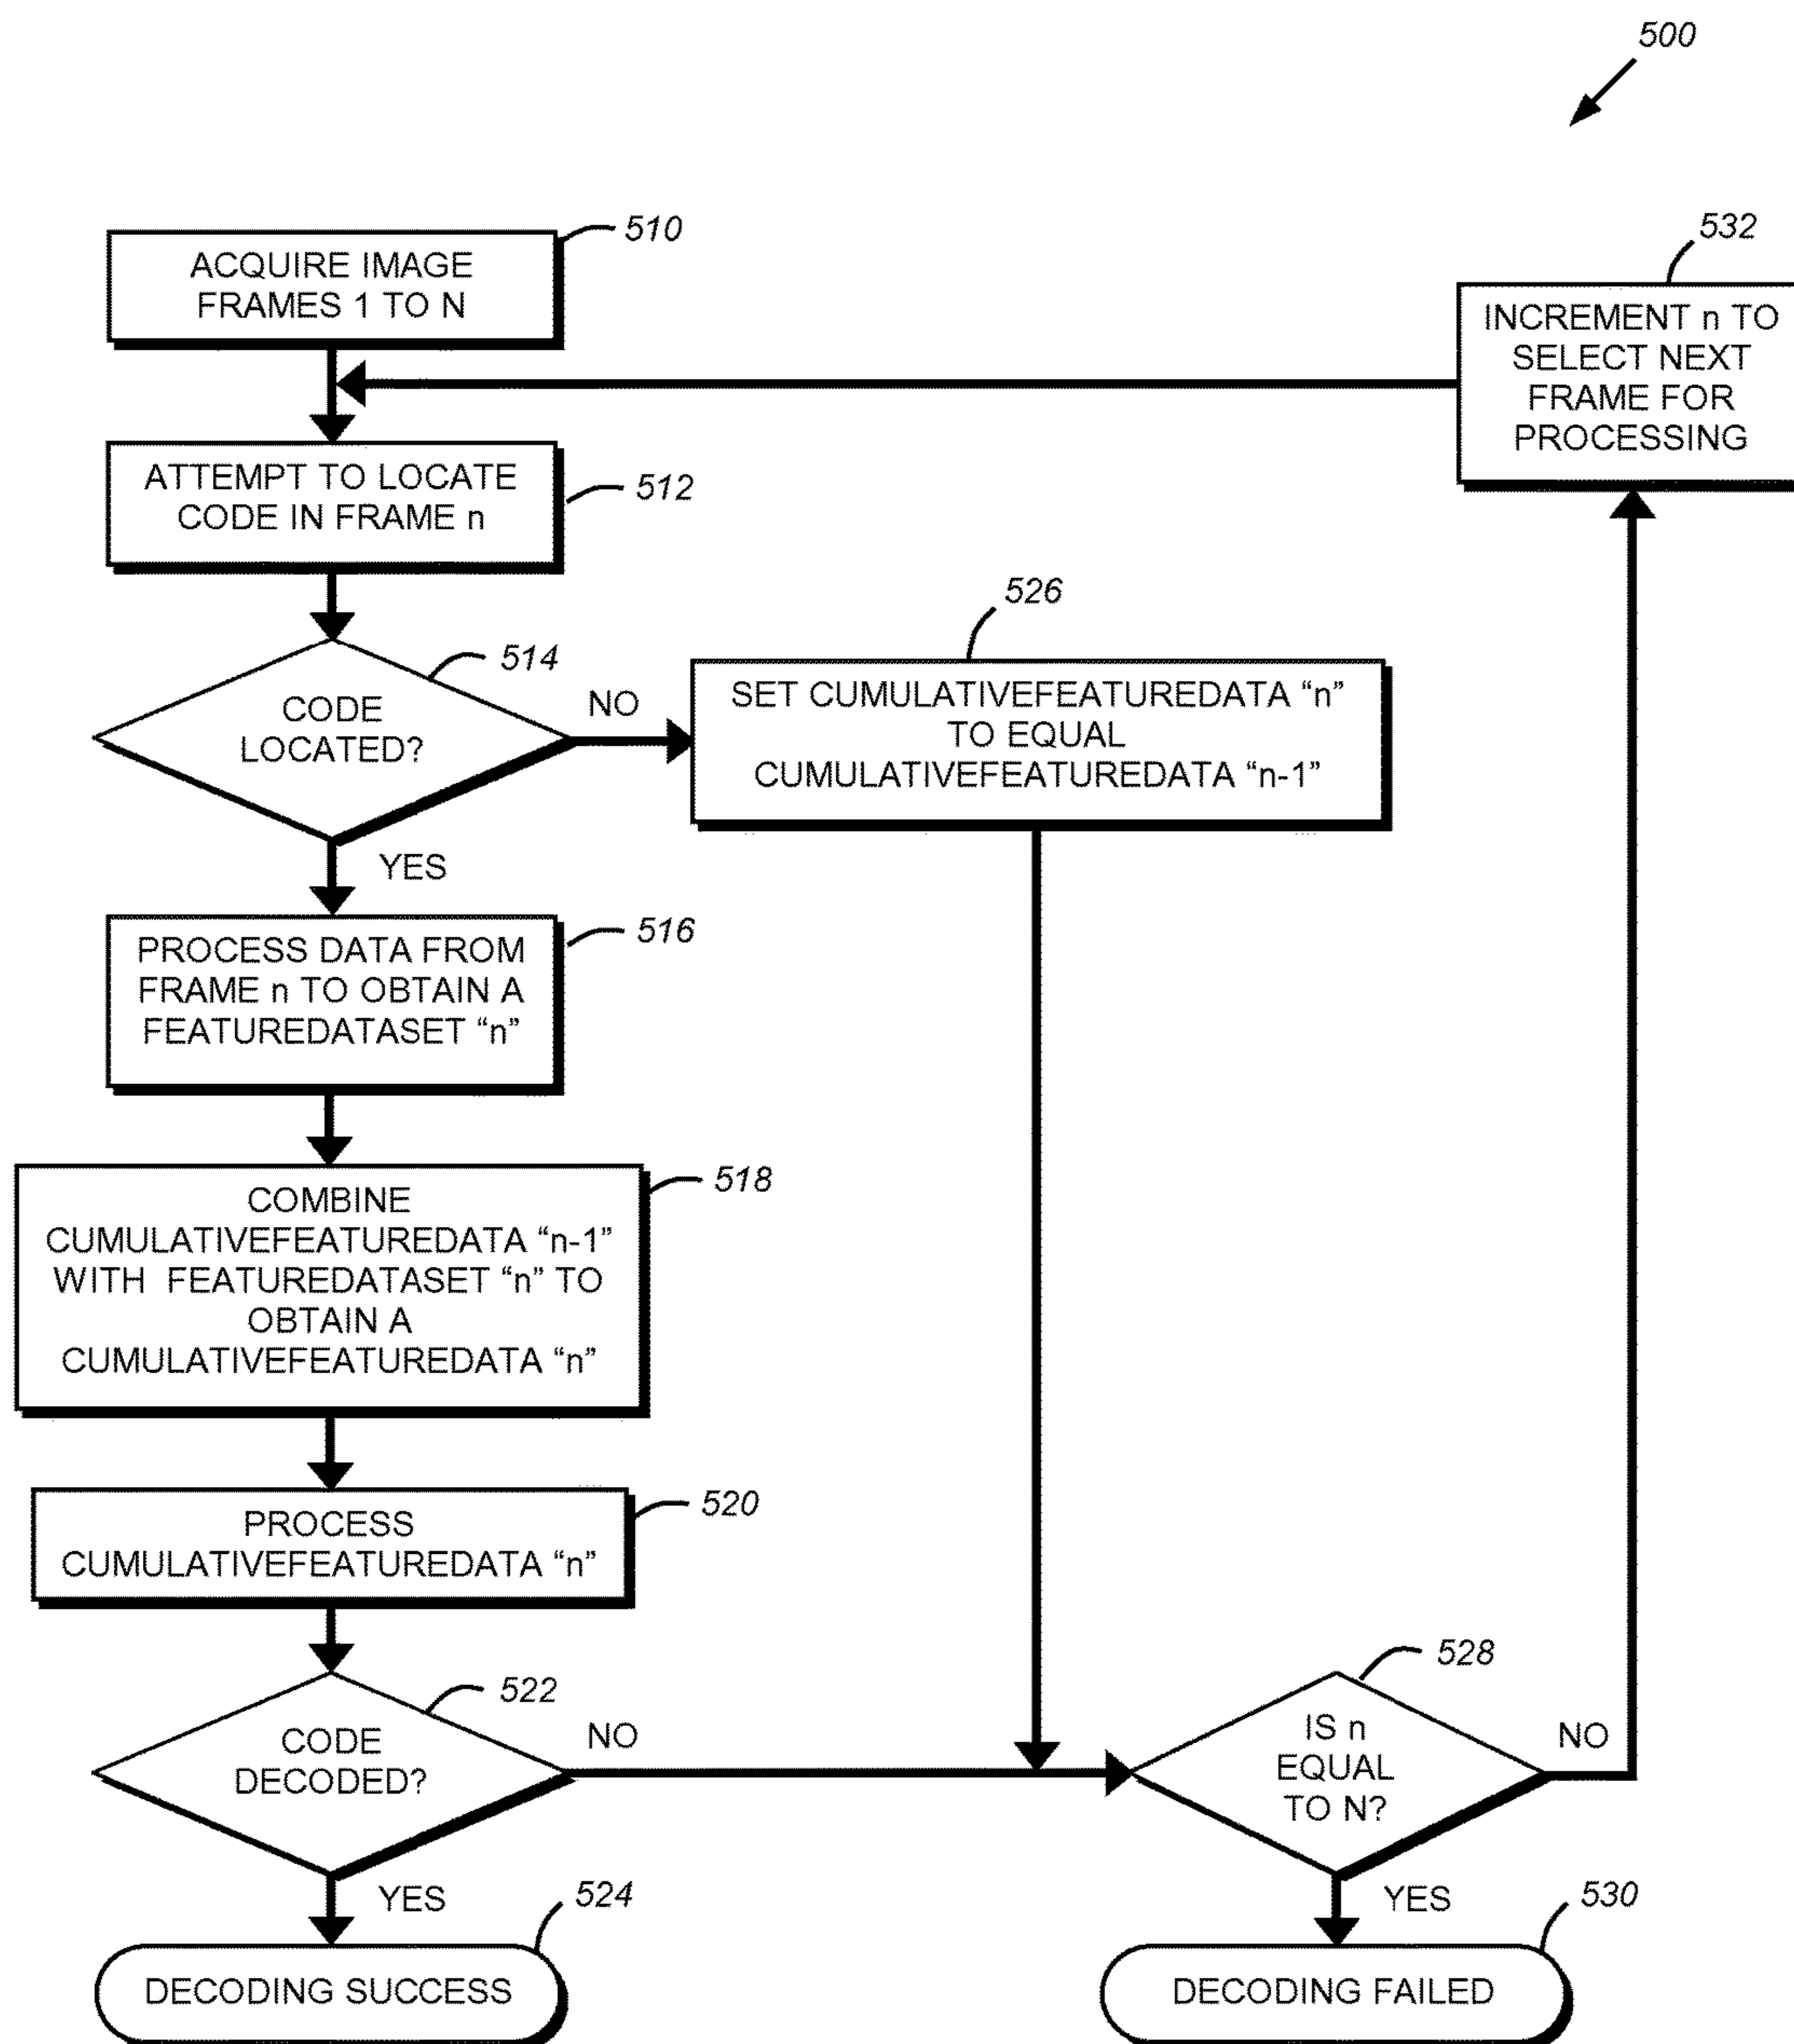 500
510
ACQUIRE IMAGE
FRAMES 1 TO N
532
INCREMENT n TO
SELECT NEXT
FRAME FOR
PROCESSING
ATTEMPT TO LOCATE
CODE IN FRAME n
512
514
CODE
LOCATED?
NO
YES
526
SET CUMULATIVEFEATUREDATA “n”
TO EQUAL
CUMULATIVEFEATUREDATA “n-1”
516
PROCESS DATA FROM
FRAME n TO OBTAIN A
FEATUREDATASET “n”
518
COMBINE
CUMULATIVEFEATUREDATA “n-1”
WITH FEATUREDATASET “n” TO
OBTAIN A
CUMULATIVEFEATUREDATA “n”
520
PROCESS
CUMULATIVEFEATUREDATA “n”
522
CODE
DECODED?
NO
YES
528
IS n
EQUAL
TO N?
NO
YES
524
DECODING SUCCESS
530
DECODING FAILED